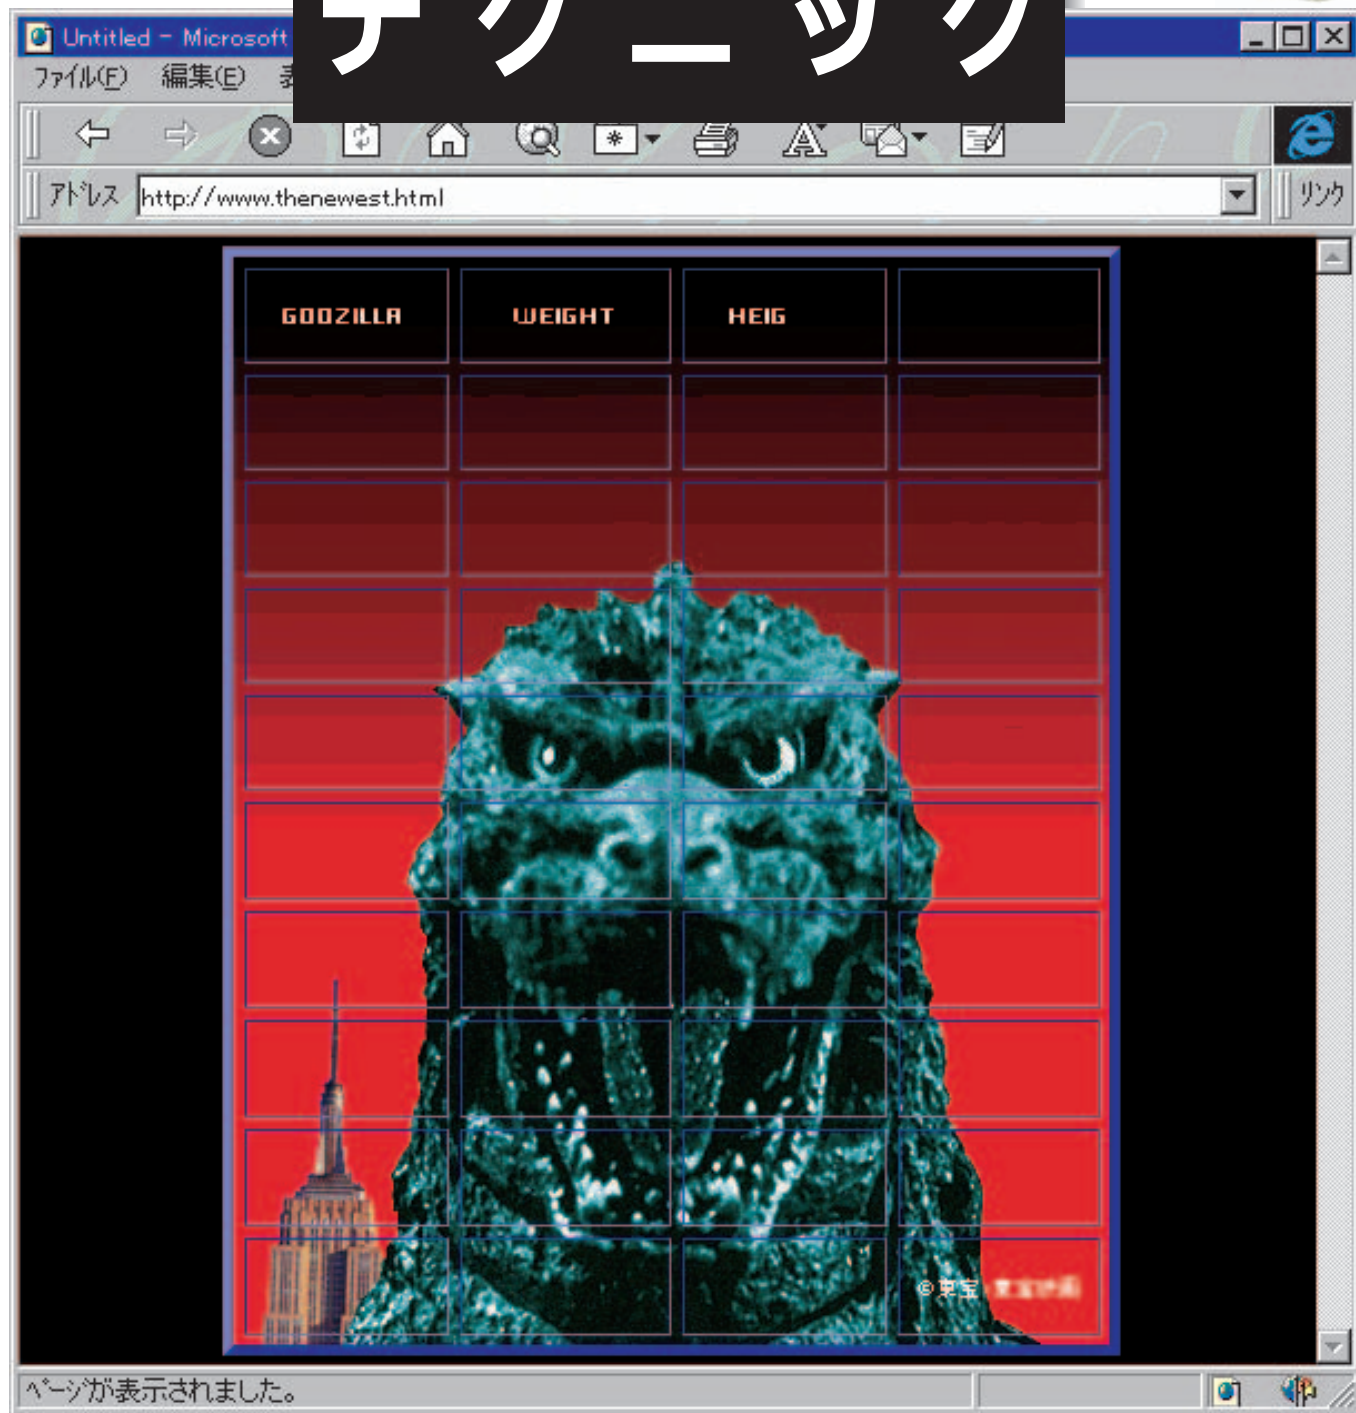 テクニック
Untitled - Microsoft
ファイル(F) 編集(E)
アドレス http://www.thenewest.html リンク
GODZILLA WEIGHT HEIG
©東宝
ページが表示されました。